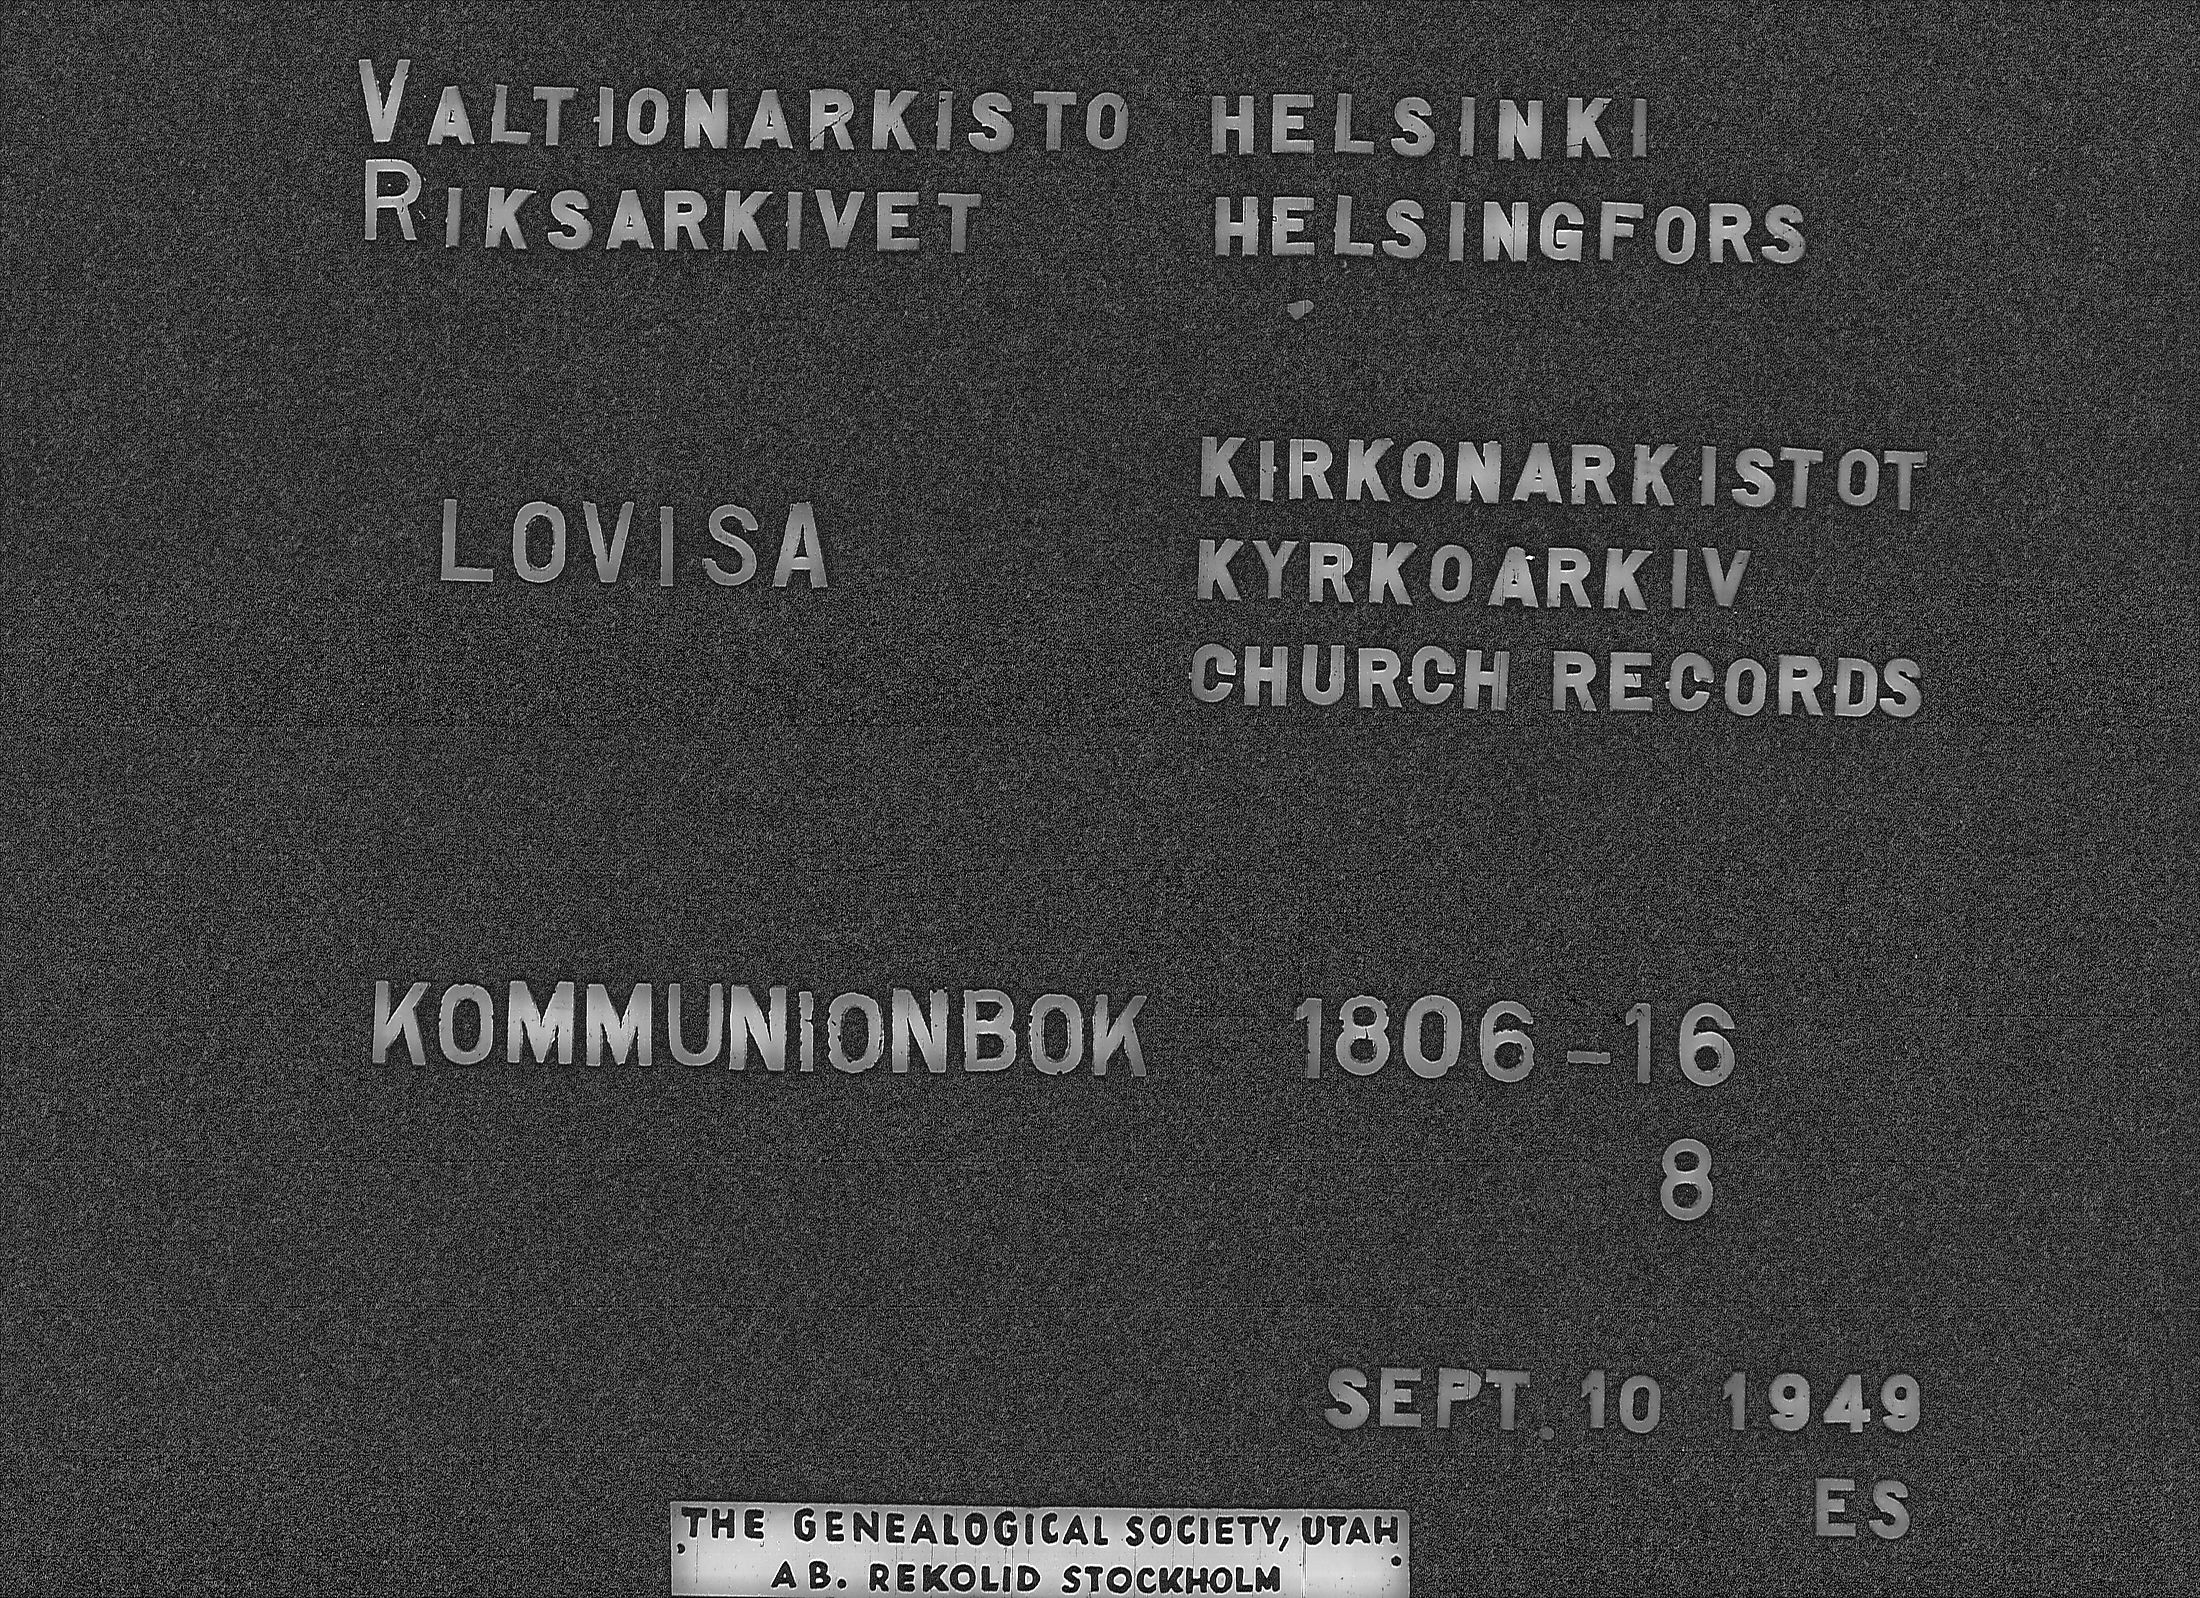 VALTIONARKISTO HELSINKI
RIKSARKIVET HELSINGFORS
LOVISA
KIRKONARKISTOT
KYRKOARKIV
CHURCH RECORDS
KOMMUNIONBOK 1806-16
8
SEPT. 10 1949
ES
THE GENEALOGICAL SOCIETY, UTAH
AB. REKOLID STOCKHOLM